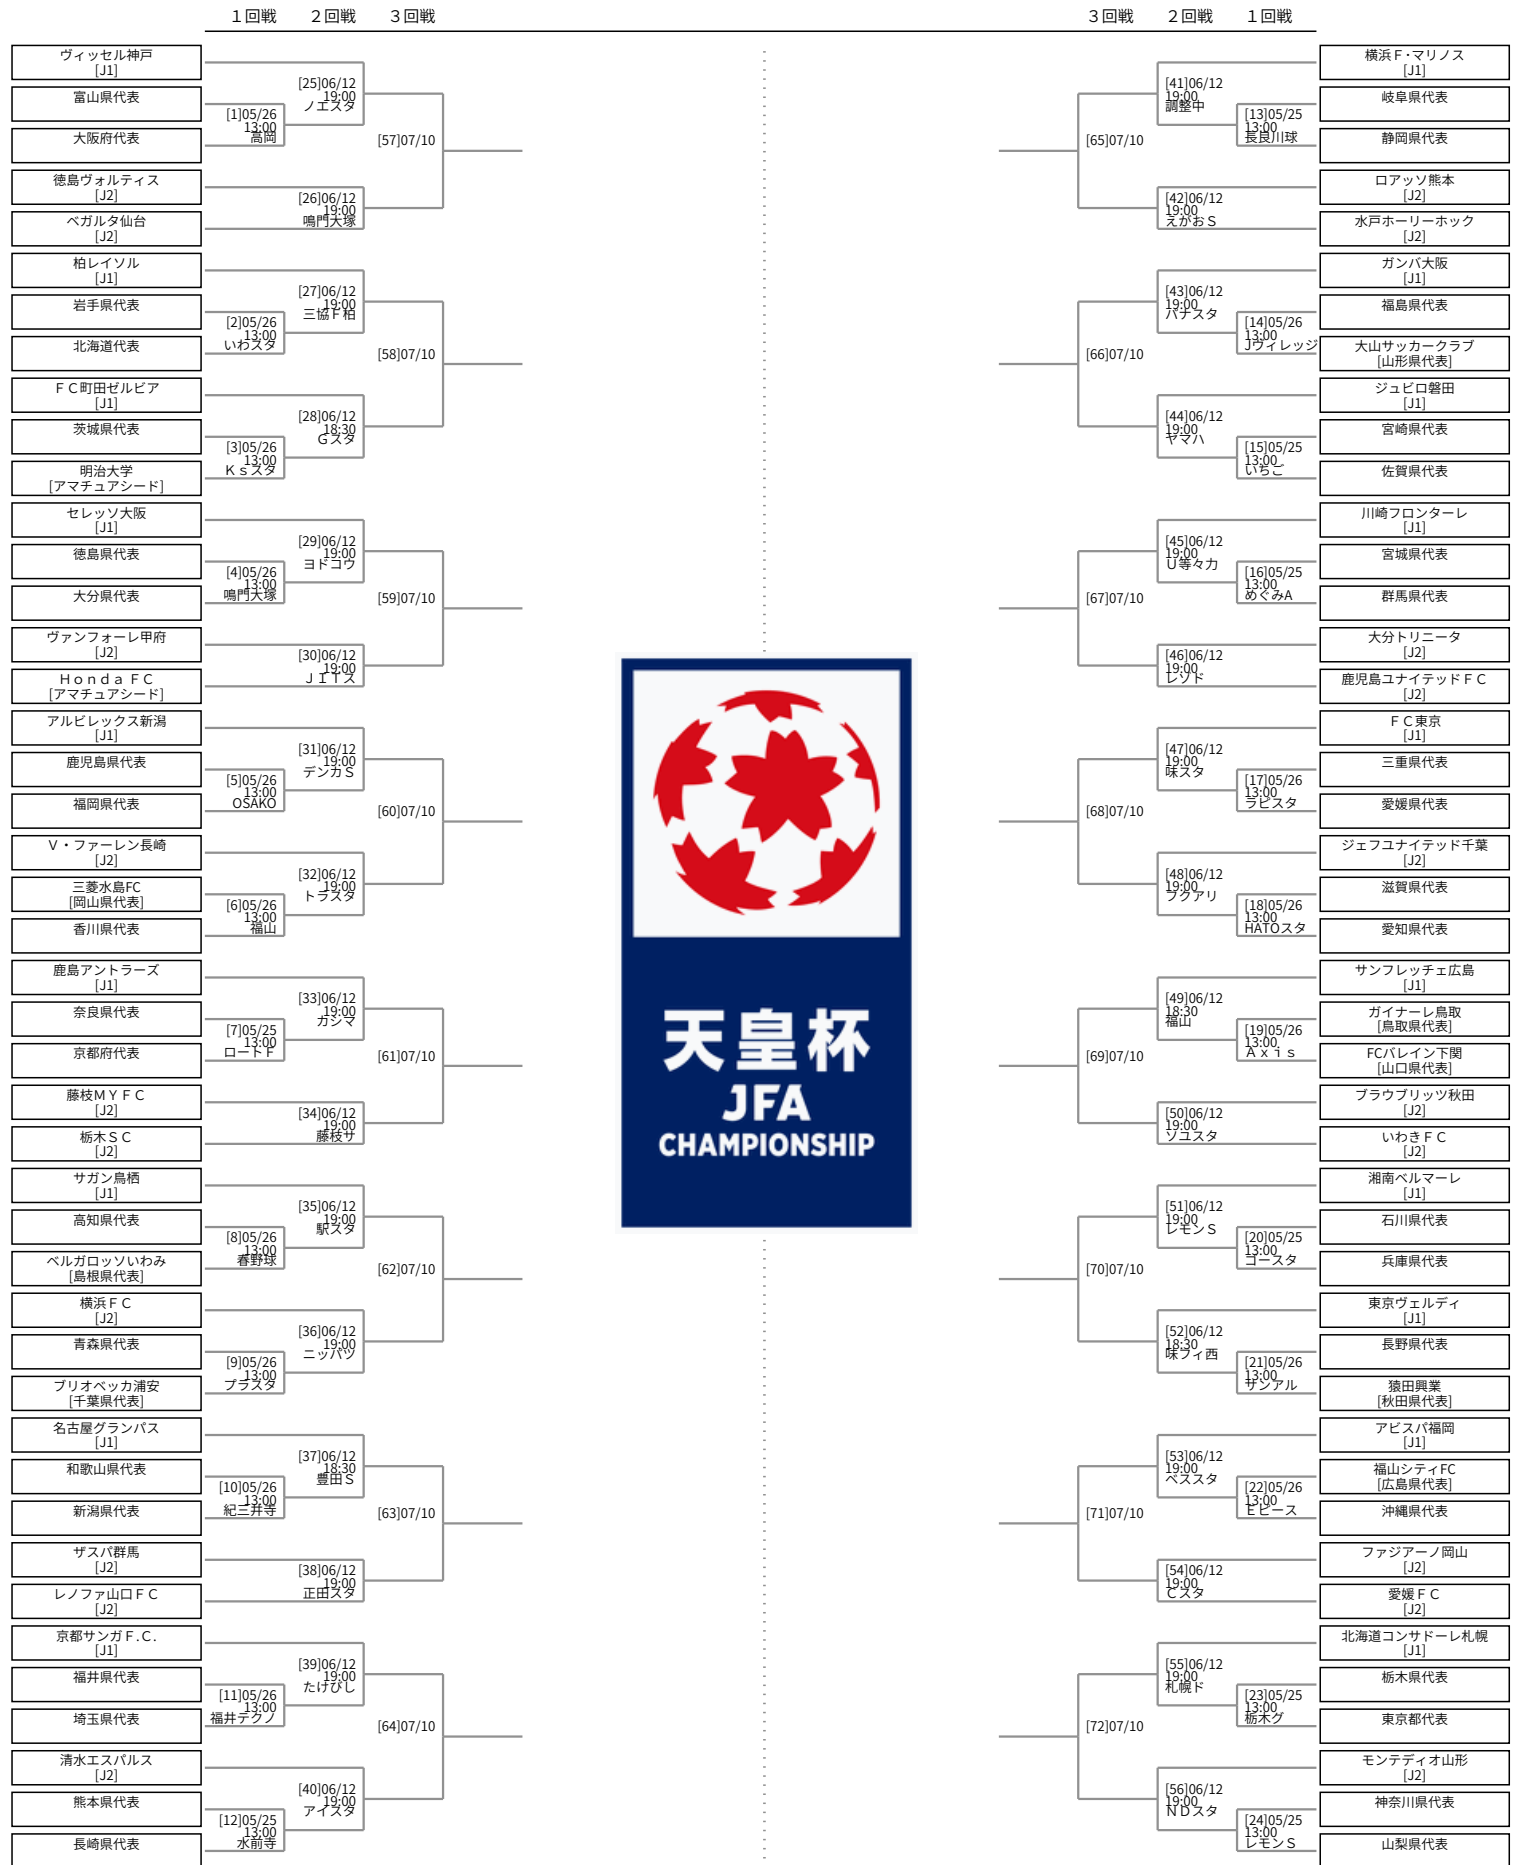 １回戦 ２回戦 ３回戦
３回戦 ２回戦 １回戦
ヴィッセル神戸
[J1]
富山県代表
大阪府代表
[1]05/26
13:00
高岡
[25]06/12
19:00
ノエスタ
徳島ヴォルティス
[J2]
ベガルタ仙台
[J2]
[26]06/12
19:00
鳴門大塚
[57]07/10
柏レイソル
[J1]
岩手県代表
北海道代表
[2]05/26
13:00
いわスタ
[27]06/12
19:00
三協Ｆ柏
ＦＣ町田ゼルビア
[J1]
茨城県代表
明治大学
[アマチュアシード]
[3]05/26
13:00
Ｋｓスタ
[28]06/12
18:30
Ｇスタ
[58]07/10
セレッソ大阪
[J1]
徳島県代表
大分県代表
[4]05/26
13:00
鳴門大塚
[29]06/12
19:00
ヨドコウ
ヴァンフォーレ甲府
[J2]
Ｈｏｎｄａ ＦＣ
[アマチュアシード]
[30]06/12
19:00
ＪＩＴス
[59]07/10
アルビレックス新潟
[J1]
鹿児島県代表
福岡県代表
[5]05/26
13:00
OSAKO
[31]06/12
19:00
デンカＳ
Ｖ・ファーレン長崎
[J2]
三菱水島FC
[岡山県代表]
香川県代表
[6]05/26
13:00
福山
[32]06/12
19:00
トラスタ
[60]07/10
鹿島アントラーズ
[J1]
奈良県代表
京都府代表
[7]05/25
13:00
ロートＦ
[33]06/12
19:00
カシマ
藤枝ＭＹＦＣ
[J2]
栃木ＳＣ
[J2]
[34]06/12
19:00
藤枝サ
[61]07/10
サガン鳥栖
[J1]
高知県代表
ベルガロッソいわみ
[島根県代表]
[8]05/26
13:00
春野球
[35]06/12
19:00
駅スタ
横浜ＦＣ
[J2]
青森県代表
ブリオベッカ浦安
[千葉県代表]
[9]05/26
13:00
プラスタ
[36]06/12
19:00
ニッパツ
[62]07/10
名古屋グランパス
[J1]
和歌山県代表
新潟県代表
[10]05/26
13:00
紀三井寺
[37]06/12
18:30
豊田Ｓ
ザスパ群馬
[J2]
レノファ山口ＦＣ
[J2]
[38]06/12
19:00
正田スタ
[63]07/10
京都サンガＦ.Ｃ.
[J1]
福井県代表
埼玉県代表
[11]05/26
13:00
福井テクノ
[39]06/12
19:00
たけびし
清水エスパルス
[J2]
熊本県代表
長崎県代表
[12]05/25
13:00
水前寺
[40]06/12
19:00
アイスタ
[64]07/10
天皇杯
JFA
CHAMPIONSHIP
横浜Ｆ･マリノス
[J1]
岐阜県代表
静岡県代表
[13]05/25
13:00
長良川球
[41]06/12
19:00
調整中
ロアッソ熊本
[J2]
水戸ホーリーホック
[J2]
[42]06/12
19:00
えがおＳ
[65]07/10
ガンバ大阪
[J1]
福島県代表
大山サッカークラブ
[山形県代表]
[14]05/26
13:00
Jヴィレッジ
[43]06/12
19:00
パナスタ
ジュビロ磐田
[J1]
宮崎県代表
佐賀県代表
[15]05/25
13:00
いちご
[44]06/12
19:00
ヤマハ
[66]07/10
川崎フロンターレ
[J1]
宮城県代表
群馬県代表
[16]05/25
13:00
めぐみA
[45]06/12
19:00
Ｕ等々力
大分トリニータ
[J2]
鹿児島ユナイテッドＦＣ
[J2]
[46]06/12
19:00
レゾド
[67]07/10
ＦＣ東京
[J1]
三重県代表
愛媛県代表
[17]05/26
13:00
ラピスタ
[47]06/12
19:00
味スタ
ジェフユナイテッド千葉
[J2]
滋賀県代表
愛知県代表
[18]05/26
13:00
HATOスタ
[48]06/12
19:00
フクアリ
[68]07/10
サンフレッチェ広島
[J1]
ガイナーレ鳥取
[鳥取県代表]
FCバレイン下関
[山口県代表]
[19]05/26
13:00
Ａｘｉｓ
[49]06/12
18:30
福山
ブラウブリッツ秋田
[J2]
いわきＦＣ
[J2]
[50]06/12
19:00
ソユスタ
[69]07/10
湘南ベルマーレ
[J1]
石川県代表
兵庫県代表
[20]05/25
13:00
ゴースタ
[51]06/12
19:00
レモンＳ
東京ヴェルディ
[J1]
長野県代表
猿田興業
[秋田県代表]
[21]05/26
13:00
サンアル
[52]06/12
18:30
味フィ西
[70]07/10
アビスパ福岡
[J1]
福山シティFC
[広島県代表]
沖縄県代表
[22]05/26
13:00
Ｅピース
[53]06/12
19:00
ベススタ
ファジアーノ岡山
[J2]
愛媛ＦＣ
[J2]
[54]06/12
19:00
Ｃスタ
[71]07/10
北海道コンサドーレ札幌
[J1]
栃木県代表
東京都代表
[23]05/25
13:00
栃木グ
[55]06/12
19:00
札幌ド
モンテディオ山形
[J2]
神奈川県代表
山梨県代表
[24]05/25
13:00
レモンＳ
[56]06/12
19:00
ＮＤスタ
[72]07/10